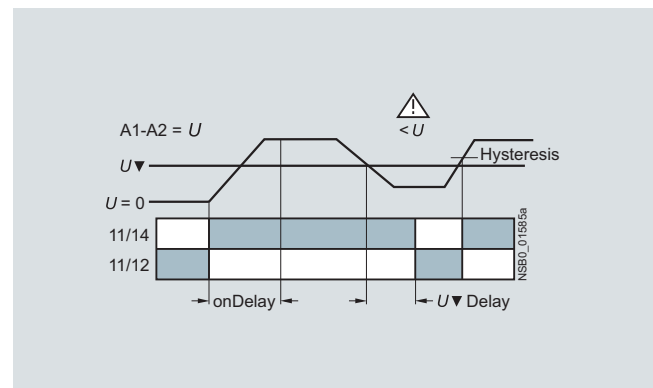 A1-A2 = U
< U
U▼
Hysteresis
U = 0
11/14
11/12
NSB0_01585a
onDelay
U▼ Delay